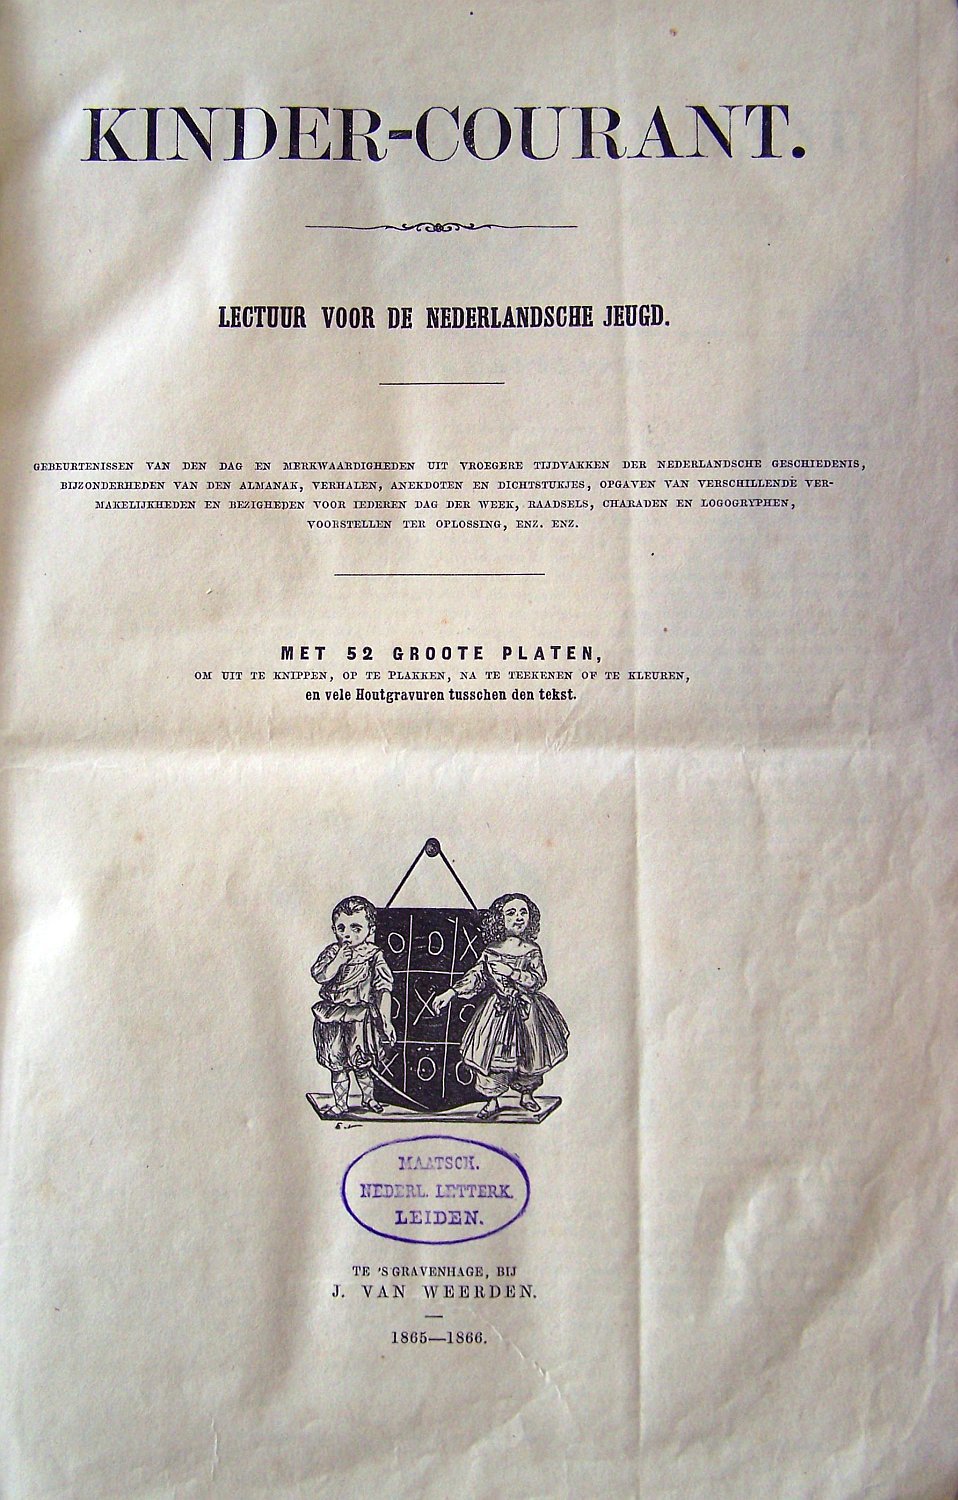 KINDER-COURANT.
LECTUUR VOOR DE NEDERLANDSCHE JEUGD.
GEBEURTENISSEN VAN DEN DAG EN MERKWAARDIGHEDEN UIT VROEGERE TIJDVAKKEN DER NEDERLANDSCHE GESCHIEDENIS,
BIJZONDERHEDEN VAN DEN ALMANAK, VERHALEN, ANEKDOTEN EN DICHTSTUKJES, OPGAVEN VAN VERSCHILLENDE VER-
MAKELIJKHEDEN EN BEZIGHEDEN VOOR IEDEREN DAG DER WEEK, RAADSELS, CHARADEN EN LOGOGRYPHEN,
VOORSTELLEN TER OPLOSSING, ENZ. ENZ.
MET 52 GROOTE PLATEN,
OM UIT TE KNIPPEN, OP TE PLAKKEN, NA TE TEEKENEN OF TE KLEUREN,
en vele Houtgravuren tusschen den tekst.
O O X
X
X O O
MAATSCH.
NEDERL. LETTERK.
LEIDEN.
TE 'S GRAVENHAGE, BIJ
J. VAN WEERDEN.
1865—1866.